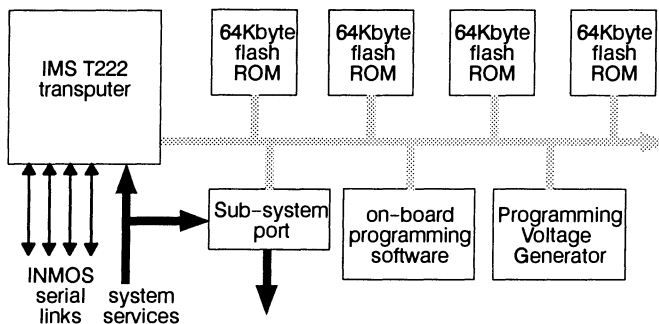 IMS T222
transputer
64Kbyte
flash
ROM
64Kbyte
flash
ROM
64Kbyte
flash
ROM
64Kbyte
flash
ROM
Sub-system
port
on-board
programming
software
Programming
Voltage
Generator
INMOS
serial
links
system
services